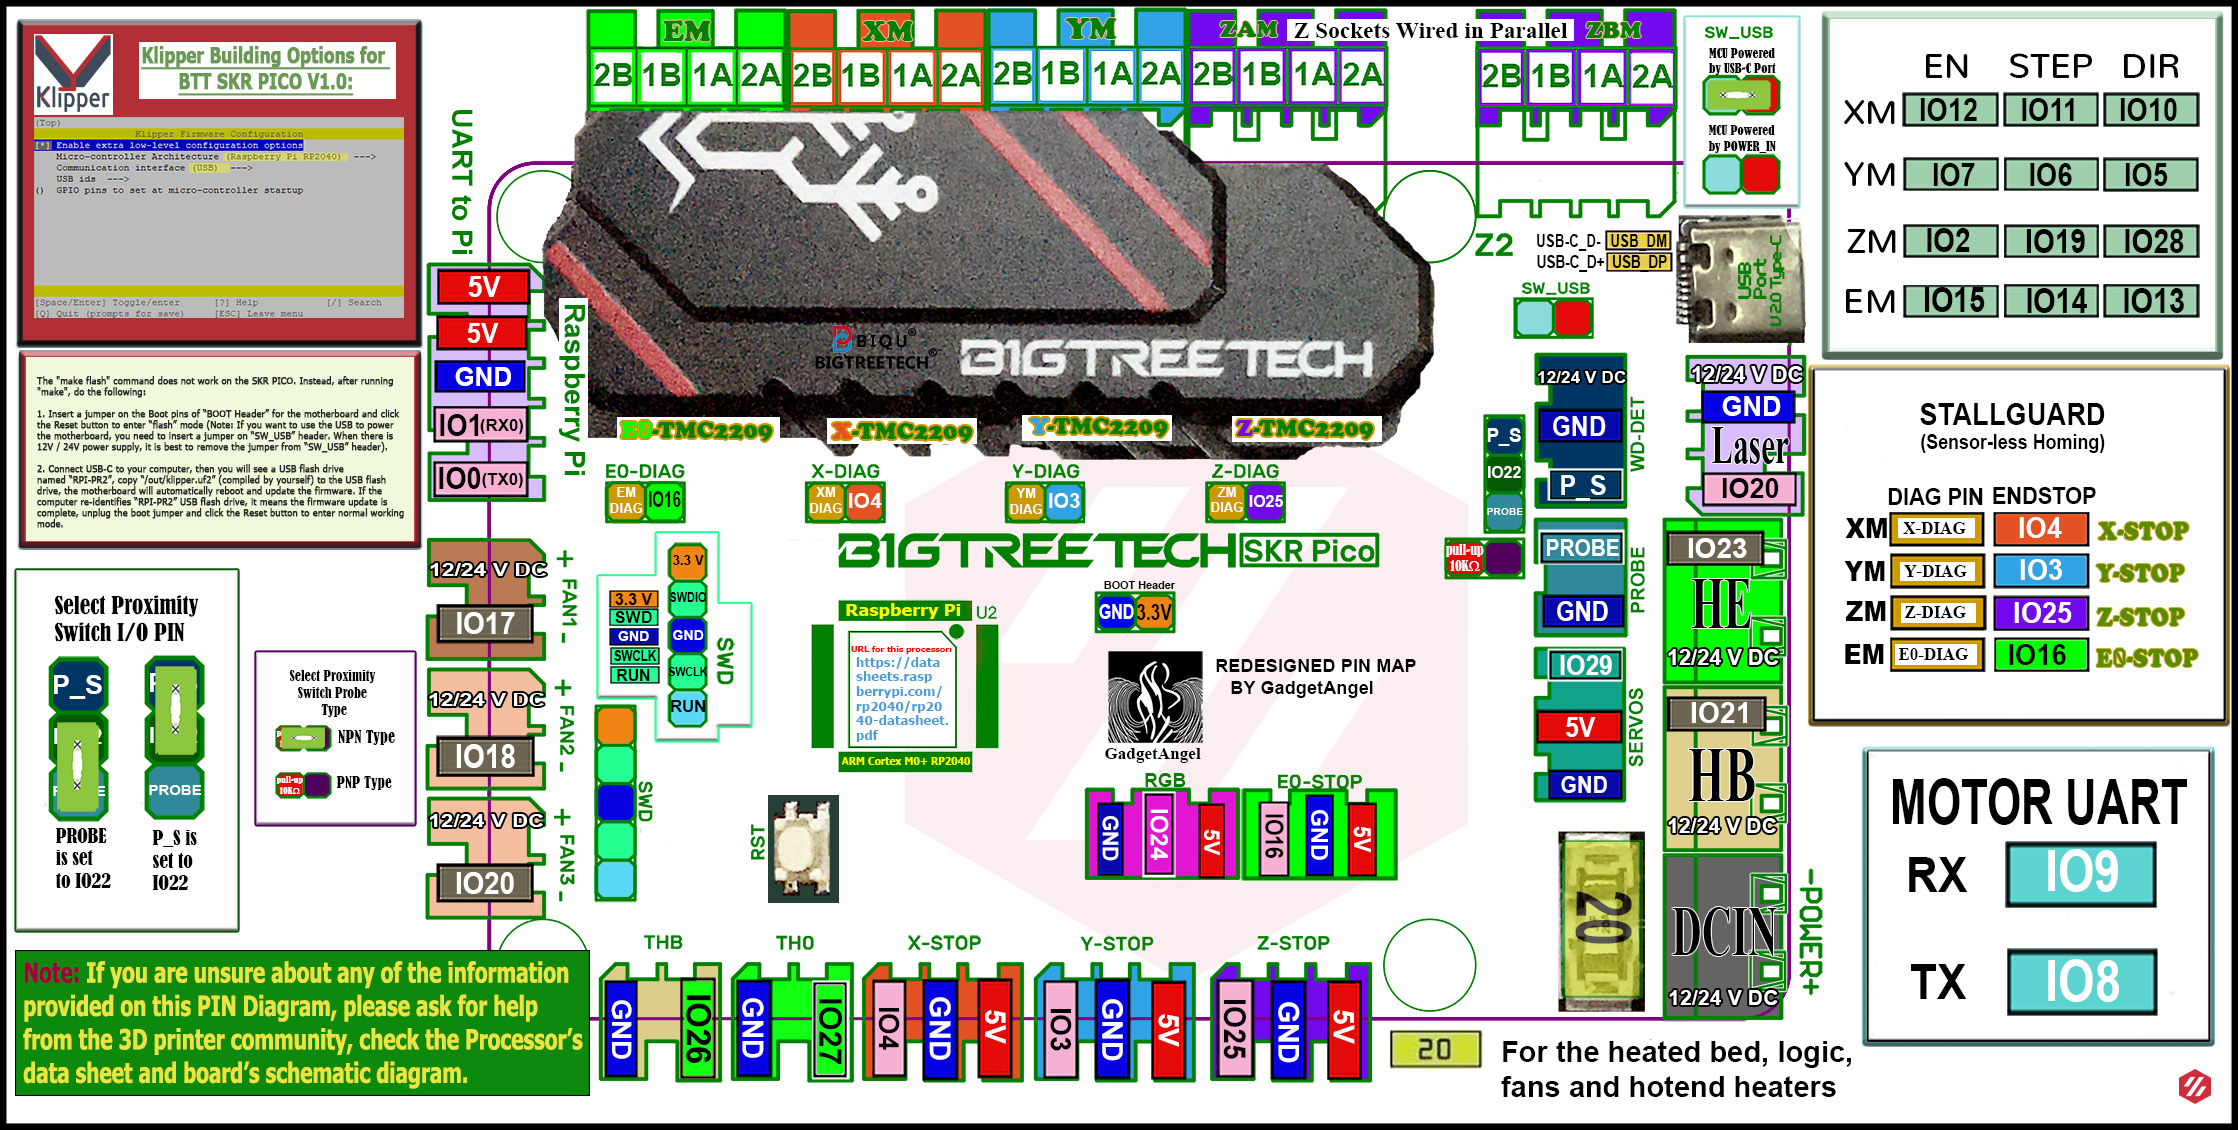 Klipper
Klipper Building Options for
BTT SKR PICO V1.0:
(Top)
Klipper Firmware Configuration
[*] Enable extra low-level configuration options
Micro-controller Architecture (Raspberry Pi RP2040) --->
Communication interface (USB) --->
USB ids --->
() GPIO pins to set at micro-controller startup
[Space/Enter] Toggle/enter [?] Help [/] Search
[Q] Quit (prompts for save) [ESC] Leave menu
The "make flash" command does not work on the SKR PICO. Instead, after running
"make", do the following:
1. Insert a jumper on the Boot pins of "BOOT Header" for the motherboard and click
the Reset button to enter "flash" mode (Note: If you want to use the USB to power
the motherboard, you need to insert a jumper on "SW_USB" header. When there is
12V / 24V power supply, it is best to remove the jumper from "SW_USB" header).
2. Connect USB-C to your computer, then you will see a USB flash drive
named "RPI-PR2", copy "/out/klipper.uf2" (compiled by yourself) to the USB flash
drive, the motherboard will automatically reboot and update the firmware. If the
computer re-identifies "RPI-PR2" USB flash drive, it means the firmware update is
complete, unplug the boot jumper and click the Reset button to enter normal working
mode.
Select Proximity
Switch I/O PIN
P_S
PROBE
PROBE
is set
to IO22
P_S is
set to
IO22
Select Proximity
Switch Probe
Type
NPN Type
pull-up
10KΩ
PNP Type
Note: If you are unsure about any of the information
provided on this PIN Diagram, please ask for help
from the 3D printer community, check the Processor's
data sheet and board's schematic diagram.
EM
2B 1B 1A 2A
XM
2B 1B 1A 2A
YM
2B 1B 1A 2A
ZAM
Z Sockets Wired in Parallel
ZBM
2B 1B 1A 2A
2B 1B 1A 2A
UART to Pi
5V
5V
GND
IO1(RX0)
IO0(TX0)
Raspberry Pi
12/24 V DC
IO17
+ FAN1 -
12/24 V DC
IO18
+ FAN2 -
12/24 V DC
IO20
+ FAN3 -
BIQU®
BIGTREETECH®
BIGTREETECH
E0-TMC2209
X-TMC2209
Y-TMC2209
Z-TMC2209
E0-DIAG
EM
DIAG
IO16
X-DIAG
XM
DIAG
IO4
Y-DIAG
YM
DIAG
IO3
Z-DIAG
ZM
DIAG
IO25
BIGTREETECH
SKR Pico
3.3 V
SWD
GND
SWCLK
RUN
3.3 V
SWDIO
GND
SWCLK
RUN
SWD
SWD
Raspberry Pi
U2
URL for this processor:
https://data
sheets.rasp
berrypi.com/
rp2040/rp20
40-datasheet.
pdf
ARM Cortex M0+ RP2040
BOOT Header
GND 3.3V
REDESIGNED PIN MAP
BY GadgetAngel
GadgetAngel
RST
RGB
GND
IO24
5V
E0-STOP
IO16
GND
5V
THB
GND
IO26
TH0
GND
IO27
X-STOP
IO4
GND
5V
Y-STOP
IO3
GND
5V
Z-STOP
IO25
GND
5V
20
For the heated bed, logic,
fans and hotend heaters
SW_USB
MCU Powered
by USB-C Port
MCU Powered
by POWER_IN
Z2
USB-C_D- USB_DM
USB-C_D+ USB_DP
SW_USB
USB
Port
V2.0 Type-C
12/24 V DC
GND
P_S
WD-DET
P_S
IO22
PROBE
pull-up
10KΩ
PROBE
GND
PROBE
IO29
5V
GND
SERVOS
12/24 V DC
GND
Laser
IO20
IO23
HE
12/24 V DC
IO21
HB
12/24 V DC
DCIN
12/24 V DC
-POWER+
20
EN STEP DIR
XM IO12 IO11 IO10
YM IO7 IO6 IO5
ZM IO2 IO19 IO28
EM IO15 IO14 IO13
STALLGUARD
(Sensor-less Homing)
DIAG PIN ENDSTOP
XM X-DIAG IO4 X-STOP
YM Y-DIAG IO3 Y-STOP
ZM Z-DIAG IO25 Z-STOP
EM E0-DIAG IO16 E0-STOP
MOTOR UART
RX IO9
TX IO8